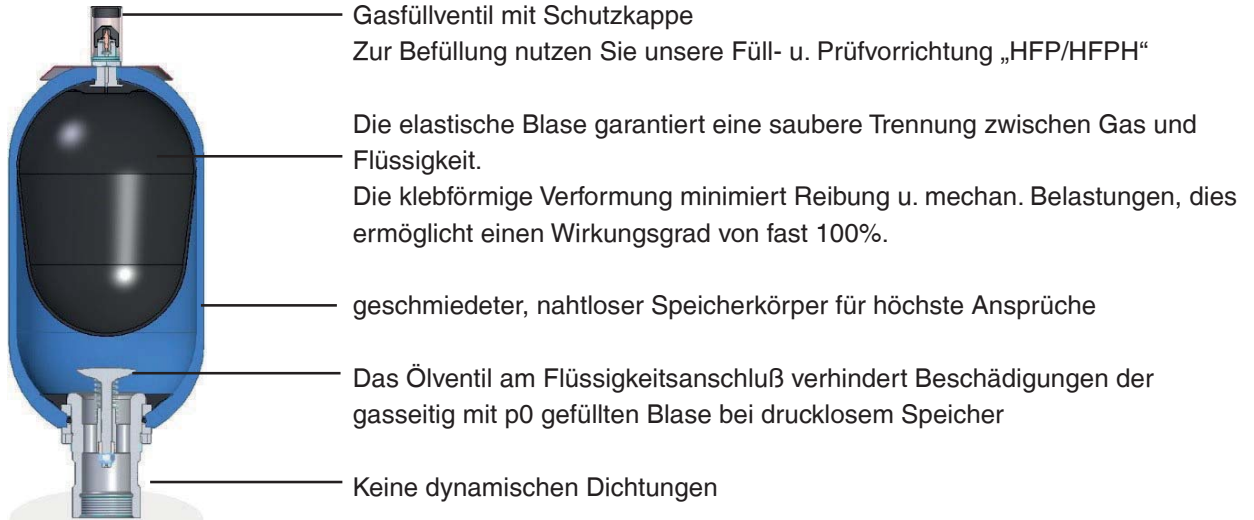 Gasfüllventil mit Schutzkappe
Zur Befüllung nutzen Sie unsere Füll- u. Prüfvorrichtung „HFP/HFPH“
Die elastische Blase garantiert eine saubere Trennung zwischen Gas und
Flüssigkeit.
Die klebförmige Verformung minimiert Reibung u. mechan. Belastungen, dies
ermöglicht einen Wirkungsgrad von fast 100%.
geschmiedeter, nahtloser Speicherkörper für höchste Ansprüche
Das Ölventil am Flüssigkeitsanschluß verhindert Beschädigungen der
gasseitig mit p0 gefüllten Blase bei drucklosem Speicher
Keine dynamischen Dichtungen